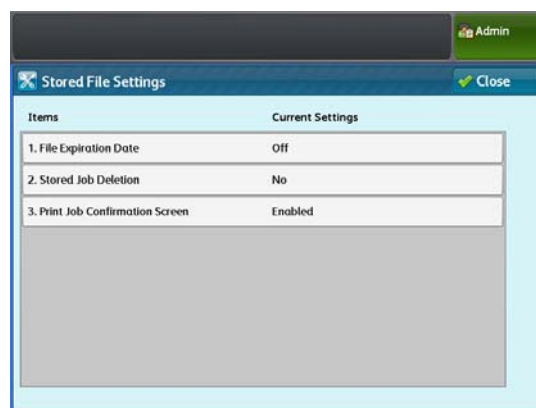 Admin
Stored File Settings
Close
Items Current Settings
1. File Expiration Date Off
2. Stored Job Deletion No
3. Print Job Confirmation Screen Enabled